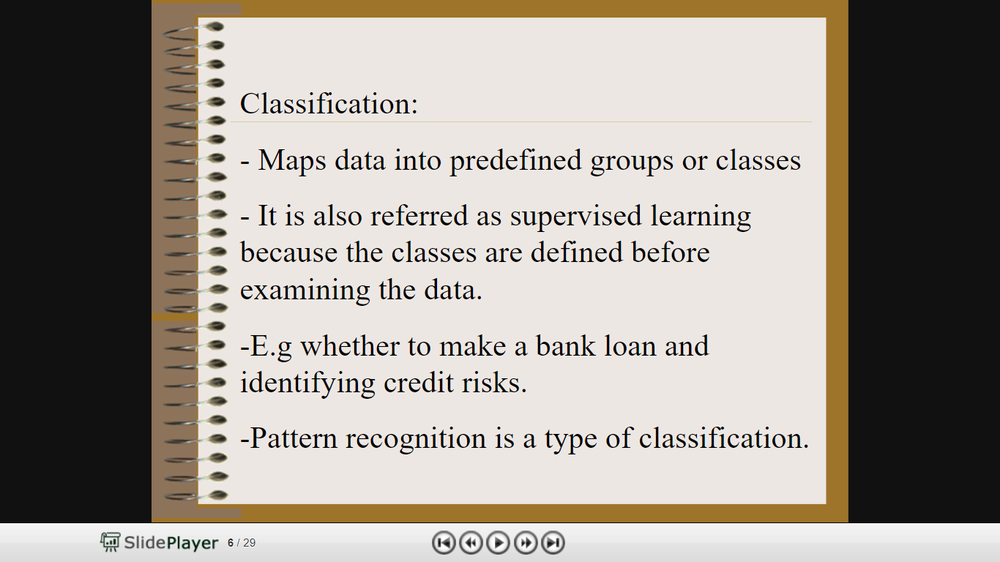 Classification:
- Maps data into predefined groups or classes
- It is also referred as supervised learning
because the classes are defined before
examining the data.
-E.g whether to make a bank loan and
identifying credit risks.
-Pattern recognition is a type of classification.
SlidePlayer 6 / 29